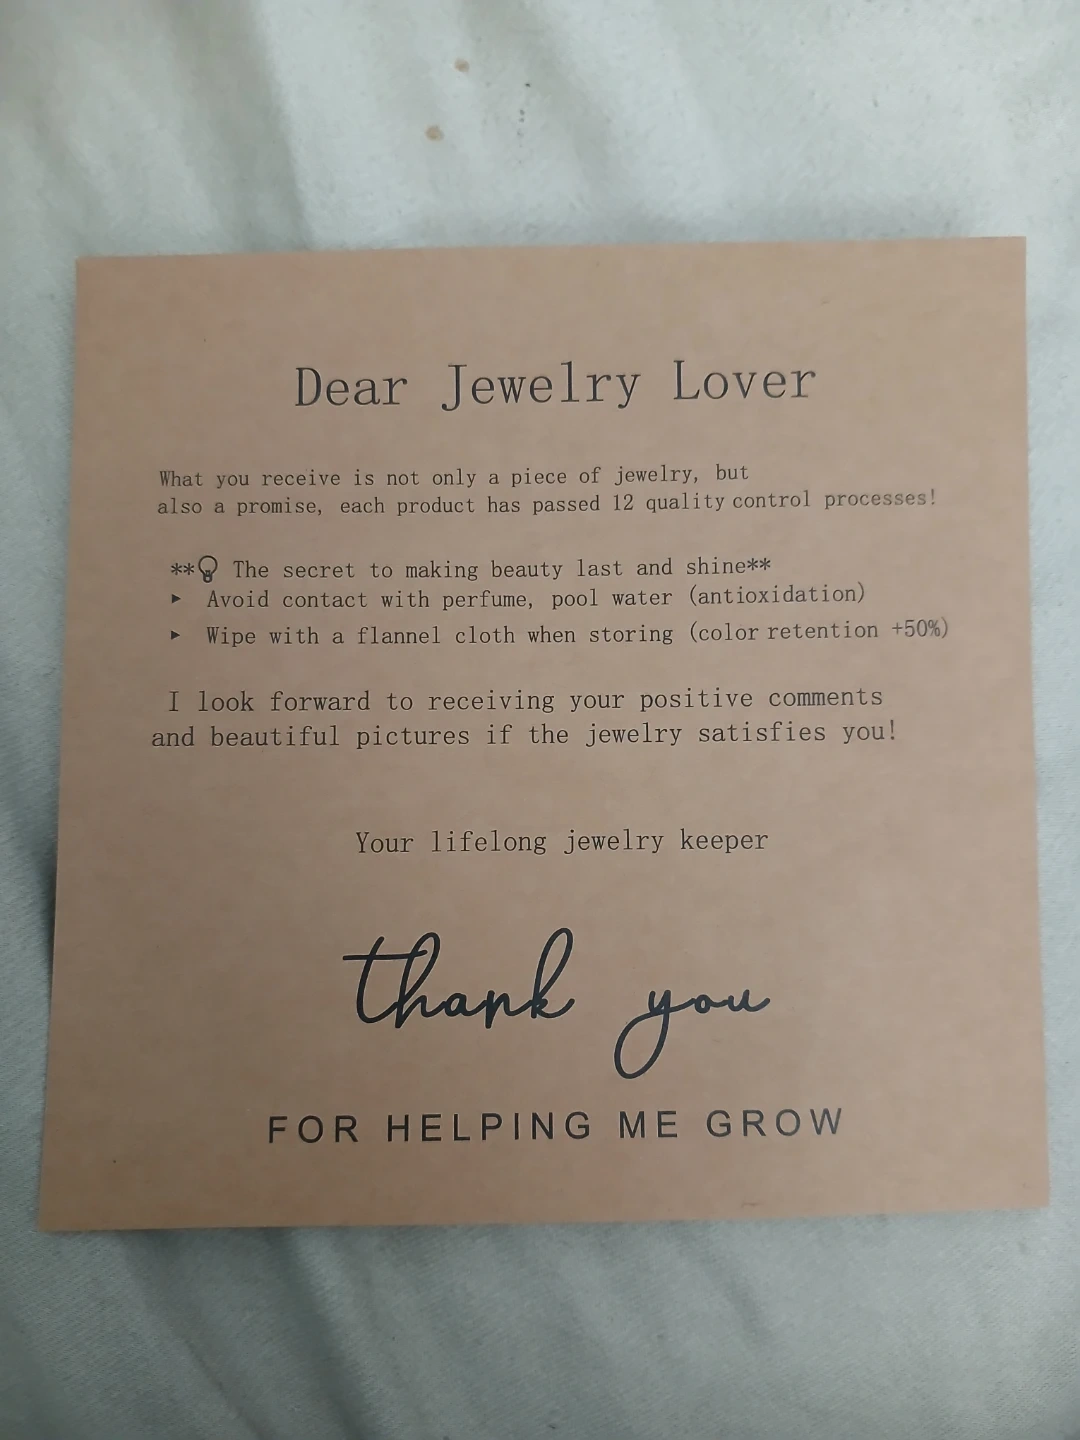 Dear Jewelry Lover
What you receive is not only a piece of jewelry, but
also a promise, each product has passed 12 quality control processes!
**💡 The secret to making beauty last and shine**
▸ Avoid contact with perfume, pool water (antioxidation)
▸ Wipe with a flannel cloth when storing (color retention +50%)
I look forward to receiving your positive comments
and beautiful pictures if the jewelry satisfies you!
Your lifelong jewelry keeper
thank you
FOR HELPING ME GROW